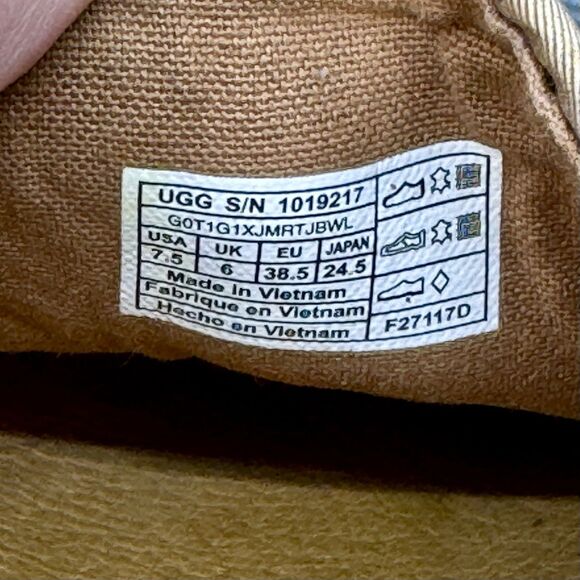 UGG S/N 1019217
G0T1G1XJMRTJBWL
USA UK EU JAPAN
7.5 6 38.5 24.5
Made in Vietnam
Fabrique en Vietnam
Hecho en Vietnam
F27117D